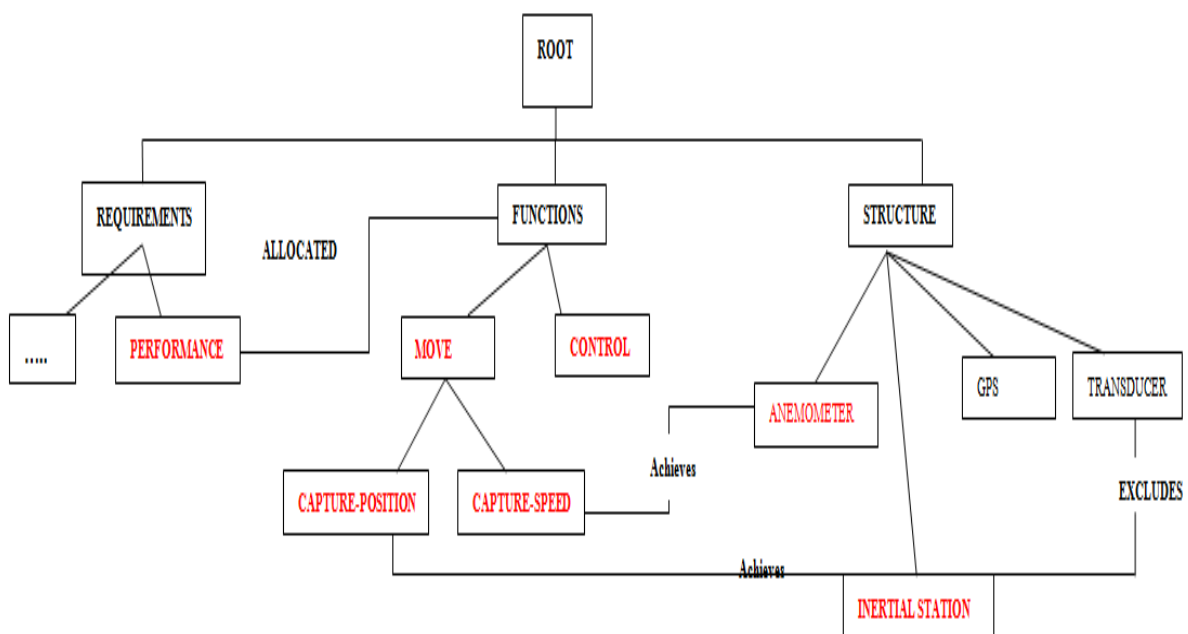 ROOT
REQUIREMENTS
FUNCTIONS
STRUCTURE
ALLOCATED
.....
PERFORMANCE
MOVE
CONTROL
GPS
TRANSDUCER
ANEMOMETER
Achieves
CAPTURE-POSITION
CAPTURE-SPEED
EXCLUDES
Achieves
INERTIAL STATION